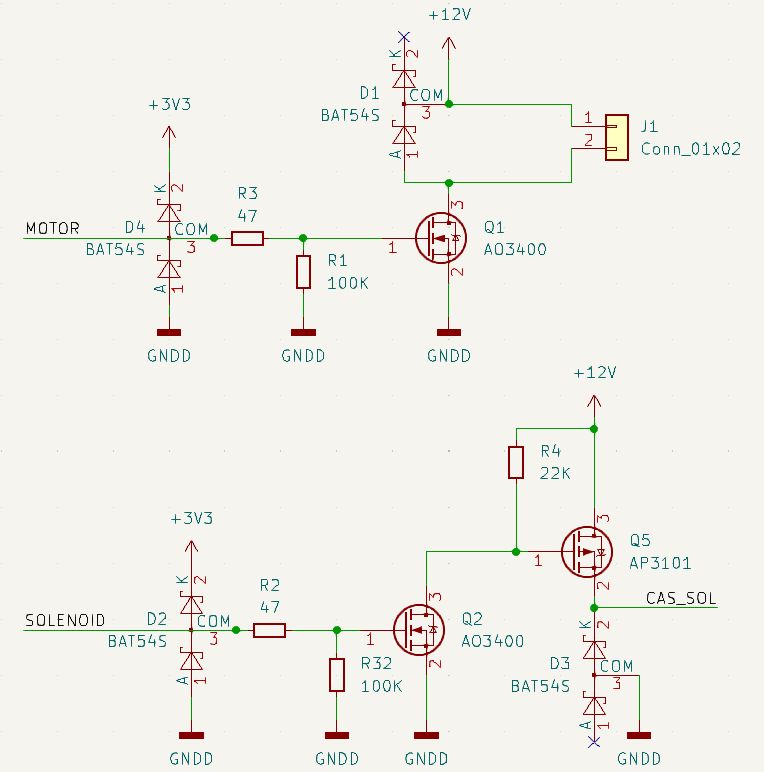 +12V
K
2
D1
COM
BAT54S
3
A
1
1
J1
2
Conn_01x02
+3V3
K
2
MOTOR
D4
COM
BAT54S
3
A
1
R3
47
R1
100K
3
Q1
1
AO3400
2
GNDD
GNDD
GNDD
+12V
R4
22K
3
Q5
1
AP3101
2
CAS_SOL
+3V3
K
2
SOLENOID
D2
COM
BAT54S
3
A
1
R2
47
R32
100K
3
Q2
1
AO3400
2
K
2
D3
COM
BAT54S
3
A
1
GNDD
GNDD
GNDD
GNDD